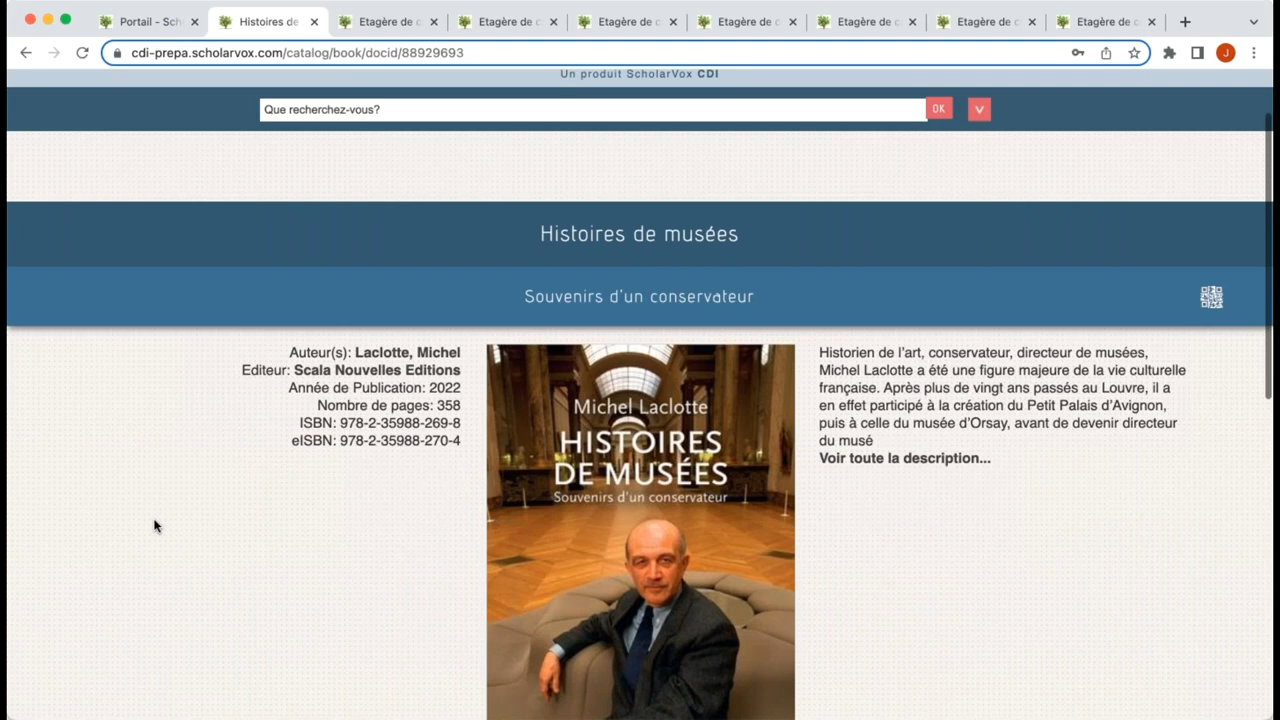 Portail - Sch
Histoires de
Etagère de c
Etagère de c
Etagère de c
Etagère de c
Etagère de c
Etagère de c
Etagère de c
cdi-prepa.scholarvox.com/catalog/book/docid/88929693
J
Un produit ScholarVox CDI
Que recherchez-vous?
OK
Histoires de musées
Souvenirs d'un conservateur
Auteur(s): Laclotte, Michel
Editeur: Scala Nouvelles Editions
Année de Publication: 2022
Nombre de pages: 358
ISBN: 978-2-35988-269-8
eISBN: 978-2-35988-270-4
Michel Laclotte
HISTOIRES
DE MUSÉES
Souvenirs d'un conservateur
Historien de l'art, conservateur, directeur de musées,
Michel Laclotte a été une figure majeure de la vie culturelle
française. Après plus de vingt ans passés au Louvre, il a
en effet participé à la création du Petit Palais d'Avignon,
puis à celle du musée d'Orsay, avant de devenir directeur
du musé
Voir toute la description...